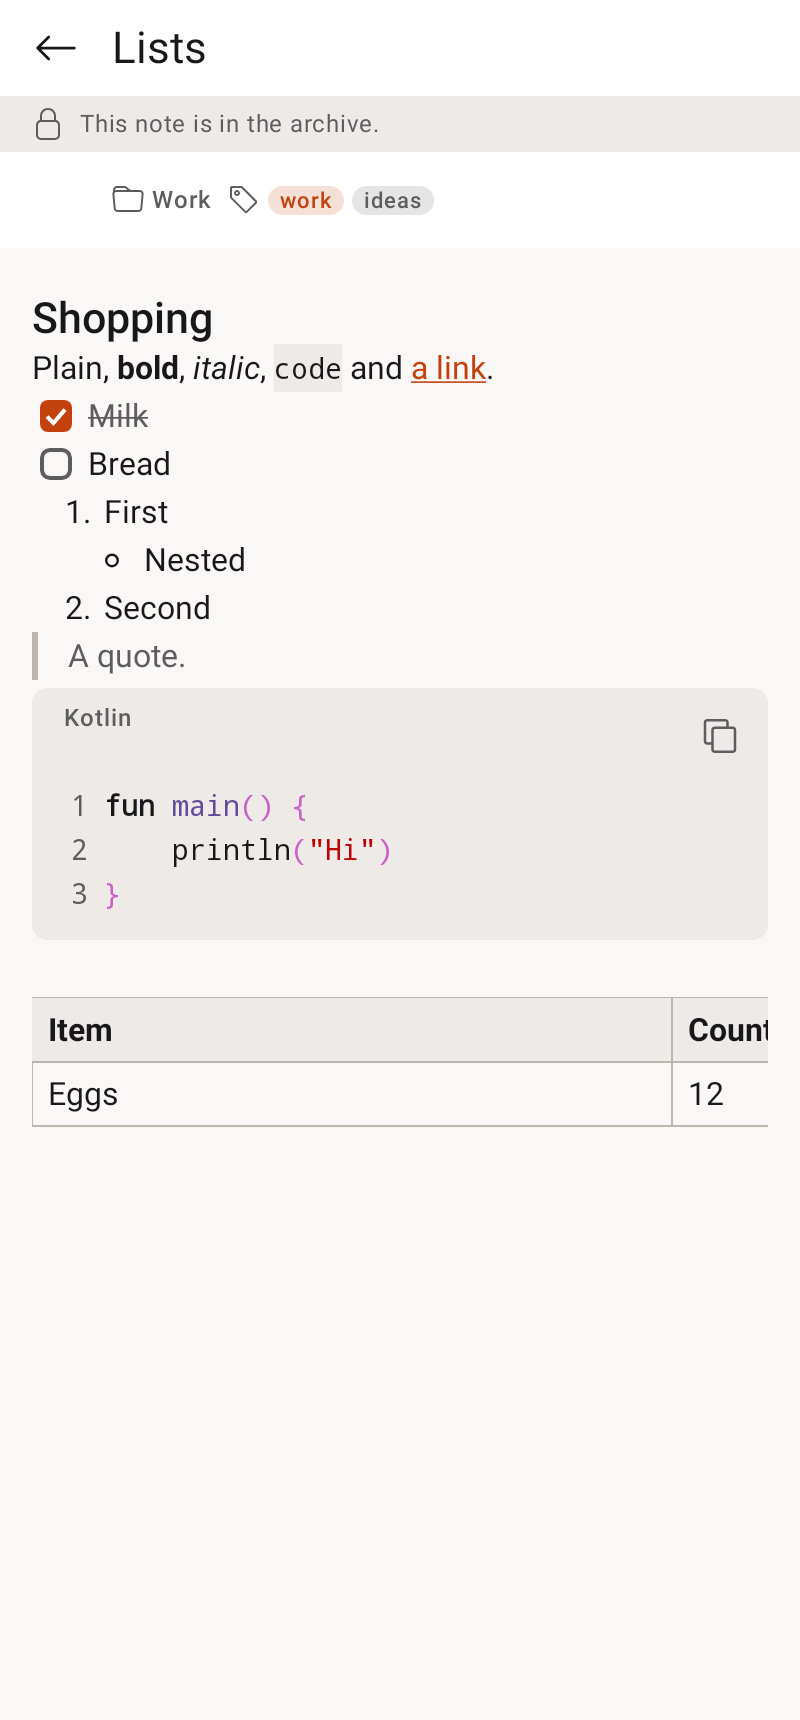 Lists
This note is in the archive.
Work work ideas
Shopping
Plain, bold, italic, code and a link.
Milk
Bread
1. First
Nested
2. Second
A quote.
Kotlin
1 fun main() {
2     println("Hi")
3 }
Item Count
Eggs 12